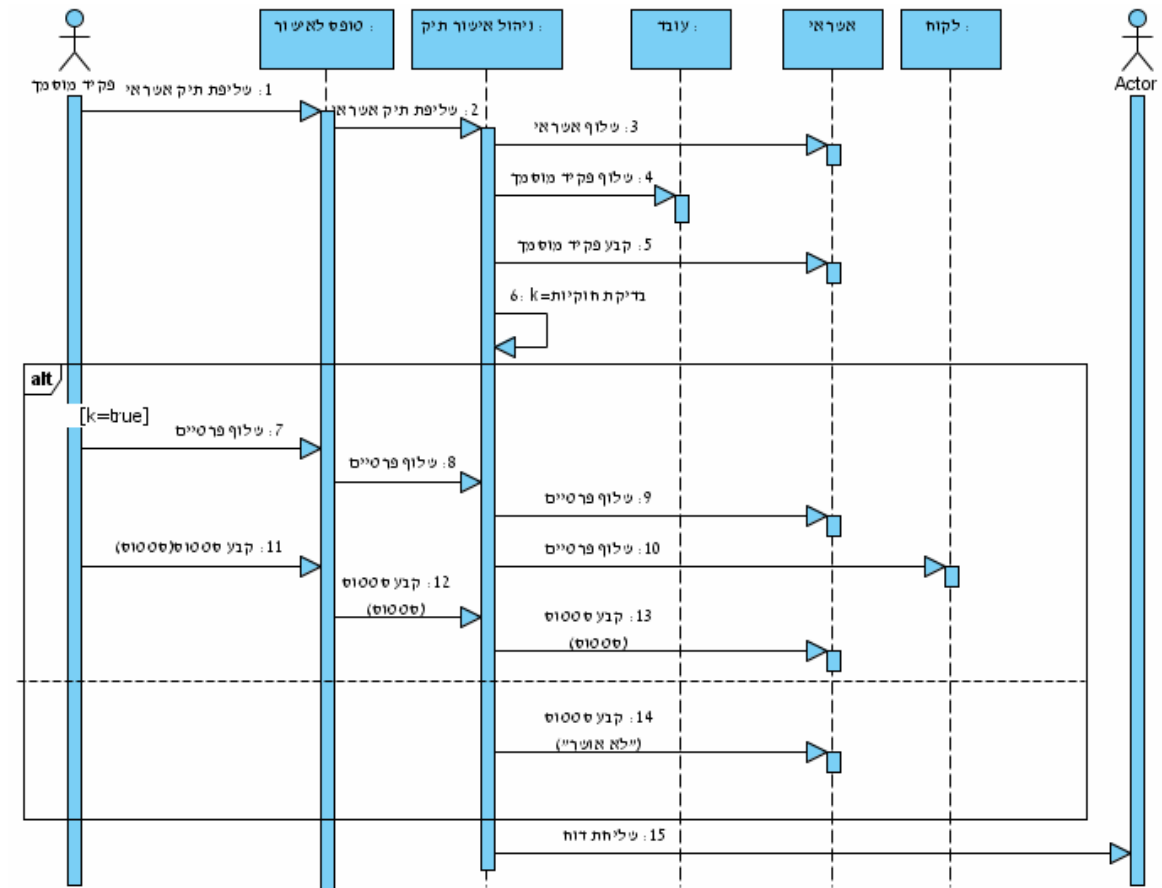 טופס לאישור :
ניהול אישור תיק :
עובד :
אשראי
לקוח :
פקיד מוסמך
Actor
1: שליפת תיק אשראי
2: שליפת תיק אשראי
3: שלוף אשראי
4: שלוף פקיד מוסמך
5: קבע פקיד מוסמך
6: k=בדיקת חוקיות
alt
[k=true]
7: שלוף פרטיים
8: שלוף פרטיים
9: שלוף פרטיים
10: שלוף פרטיים
11: קבע סטטוס(סטטוס)
12: קבע סטטוס
(סטטוס)
13: קבע סטטוס
(סטטוס)
14: קבע סטטוס
("לא אושר")
15: שליחת דוח